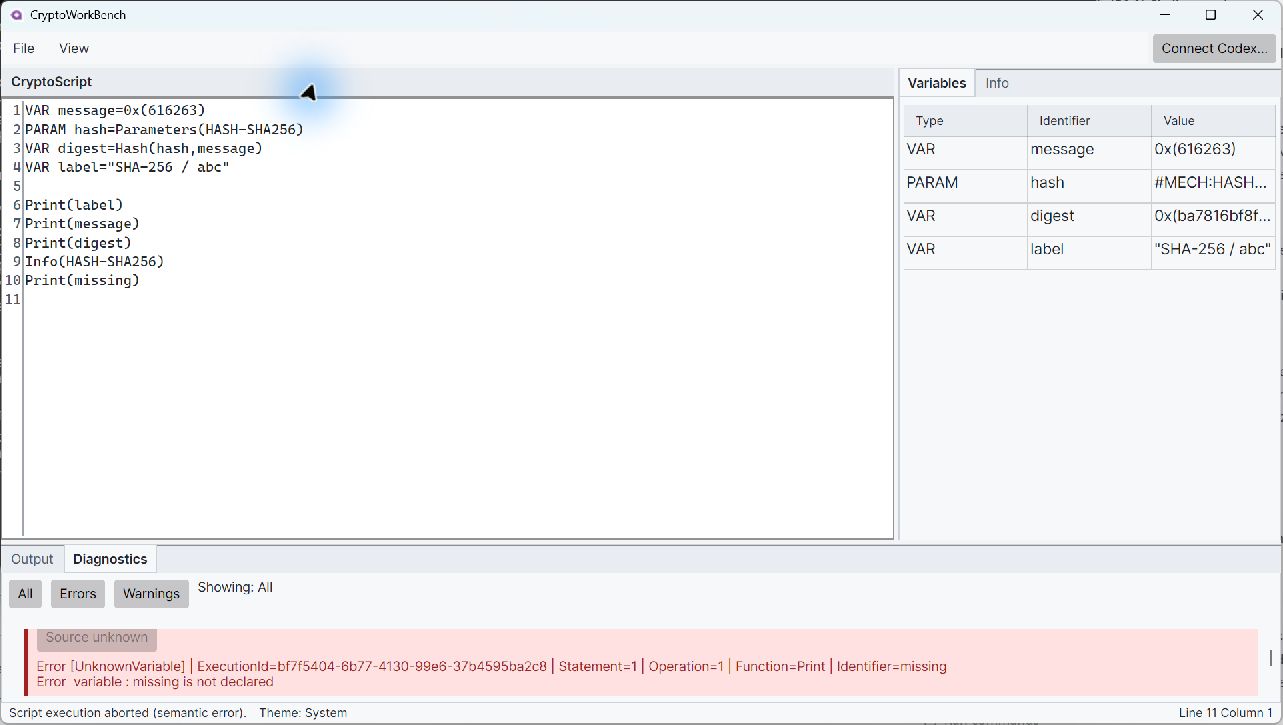 CryptoWorkBench
File View Connect Codex...
CryptoScript
1 VAR message=0x(616263)
2 PARAM hash=Parameters(HASH-SHA256)
3 VAR digest=Hash(hash,message)
4 VAR label="SHA-256 / abc"
5
6 Print(label)
7 Print(message)
8 Print(digest)
9 Info(HASH-SHA256)
10 Print(missing)
11
Variables Info
Type Identifier Value
VAR message 0x(616263)
PARAM hash #MECH:HASH...
VAR digest 0x(ba7816bf8f...
VAR label "SHA-256 / abc"
Output Diagnostics
All Errors Warnings Showing: All
Source unknown
Error [UnknownVariable] | ExecutionId=bf7f5404-6b77-4130-99e6-37b4595ba2c8 | Statement=1 | Operation=1 | Function=Print | Identifier=missing
Error variable : missing is not declared
Script execution aborted (semantic error). Theme: System Line 11 Column 1